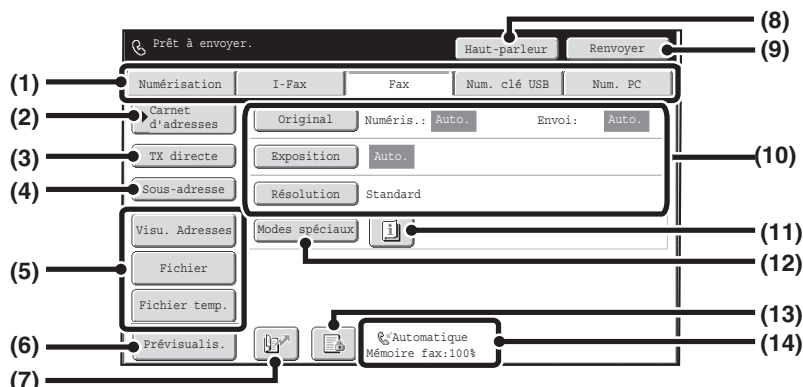 (8)
Prêt à envoyer. Haut-parleur Renvoyer (9)
(1) Numérisation I-Fax Fax Num. clé USB Num. PC
(2) Carnet d'adresses Original Numéris.: Auto. Envoi: Auto.
(3) TX directe Exposition Auto. (10)
(4) Sous-adresse Résolution Standard
Visu. Adresses Modes spéciaux (11)
(5) Fichier (12)
Fichier temp.
(13)
(6) Prévisualis. Automatique (14)
Mémoire fax:100%
(7)